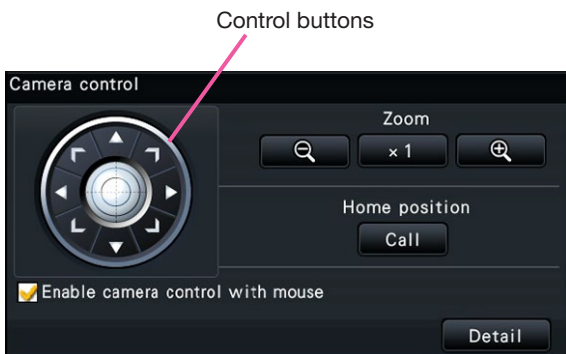 Control buttons
Camera control
Zoom
× 1
Home position
Call
Enable camera control with mouse
Detail